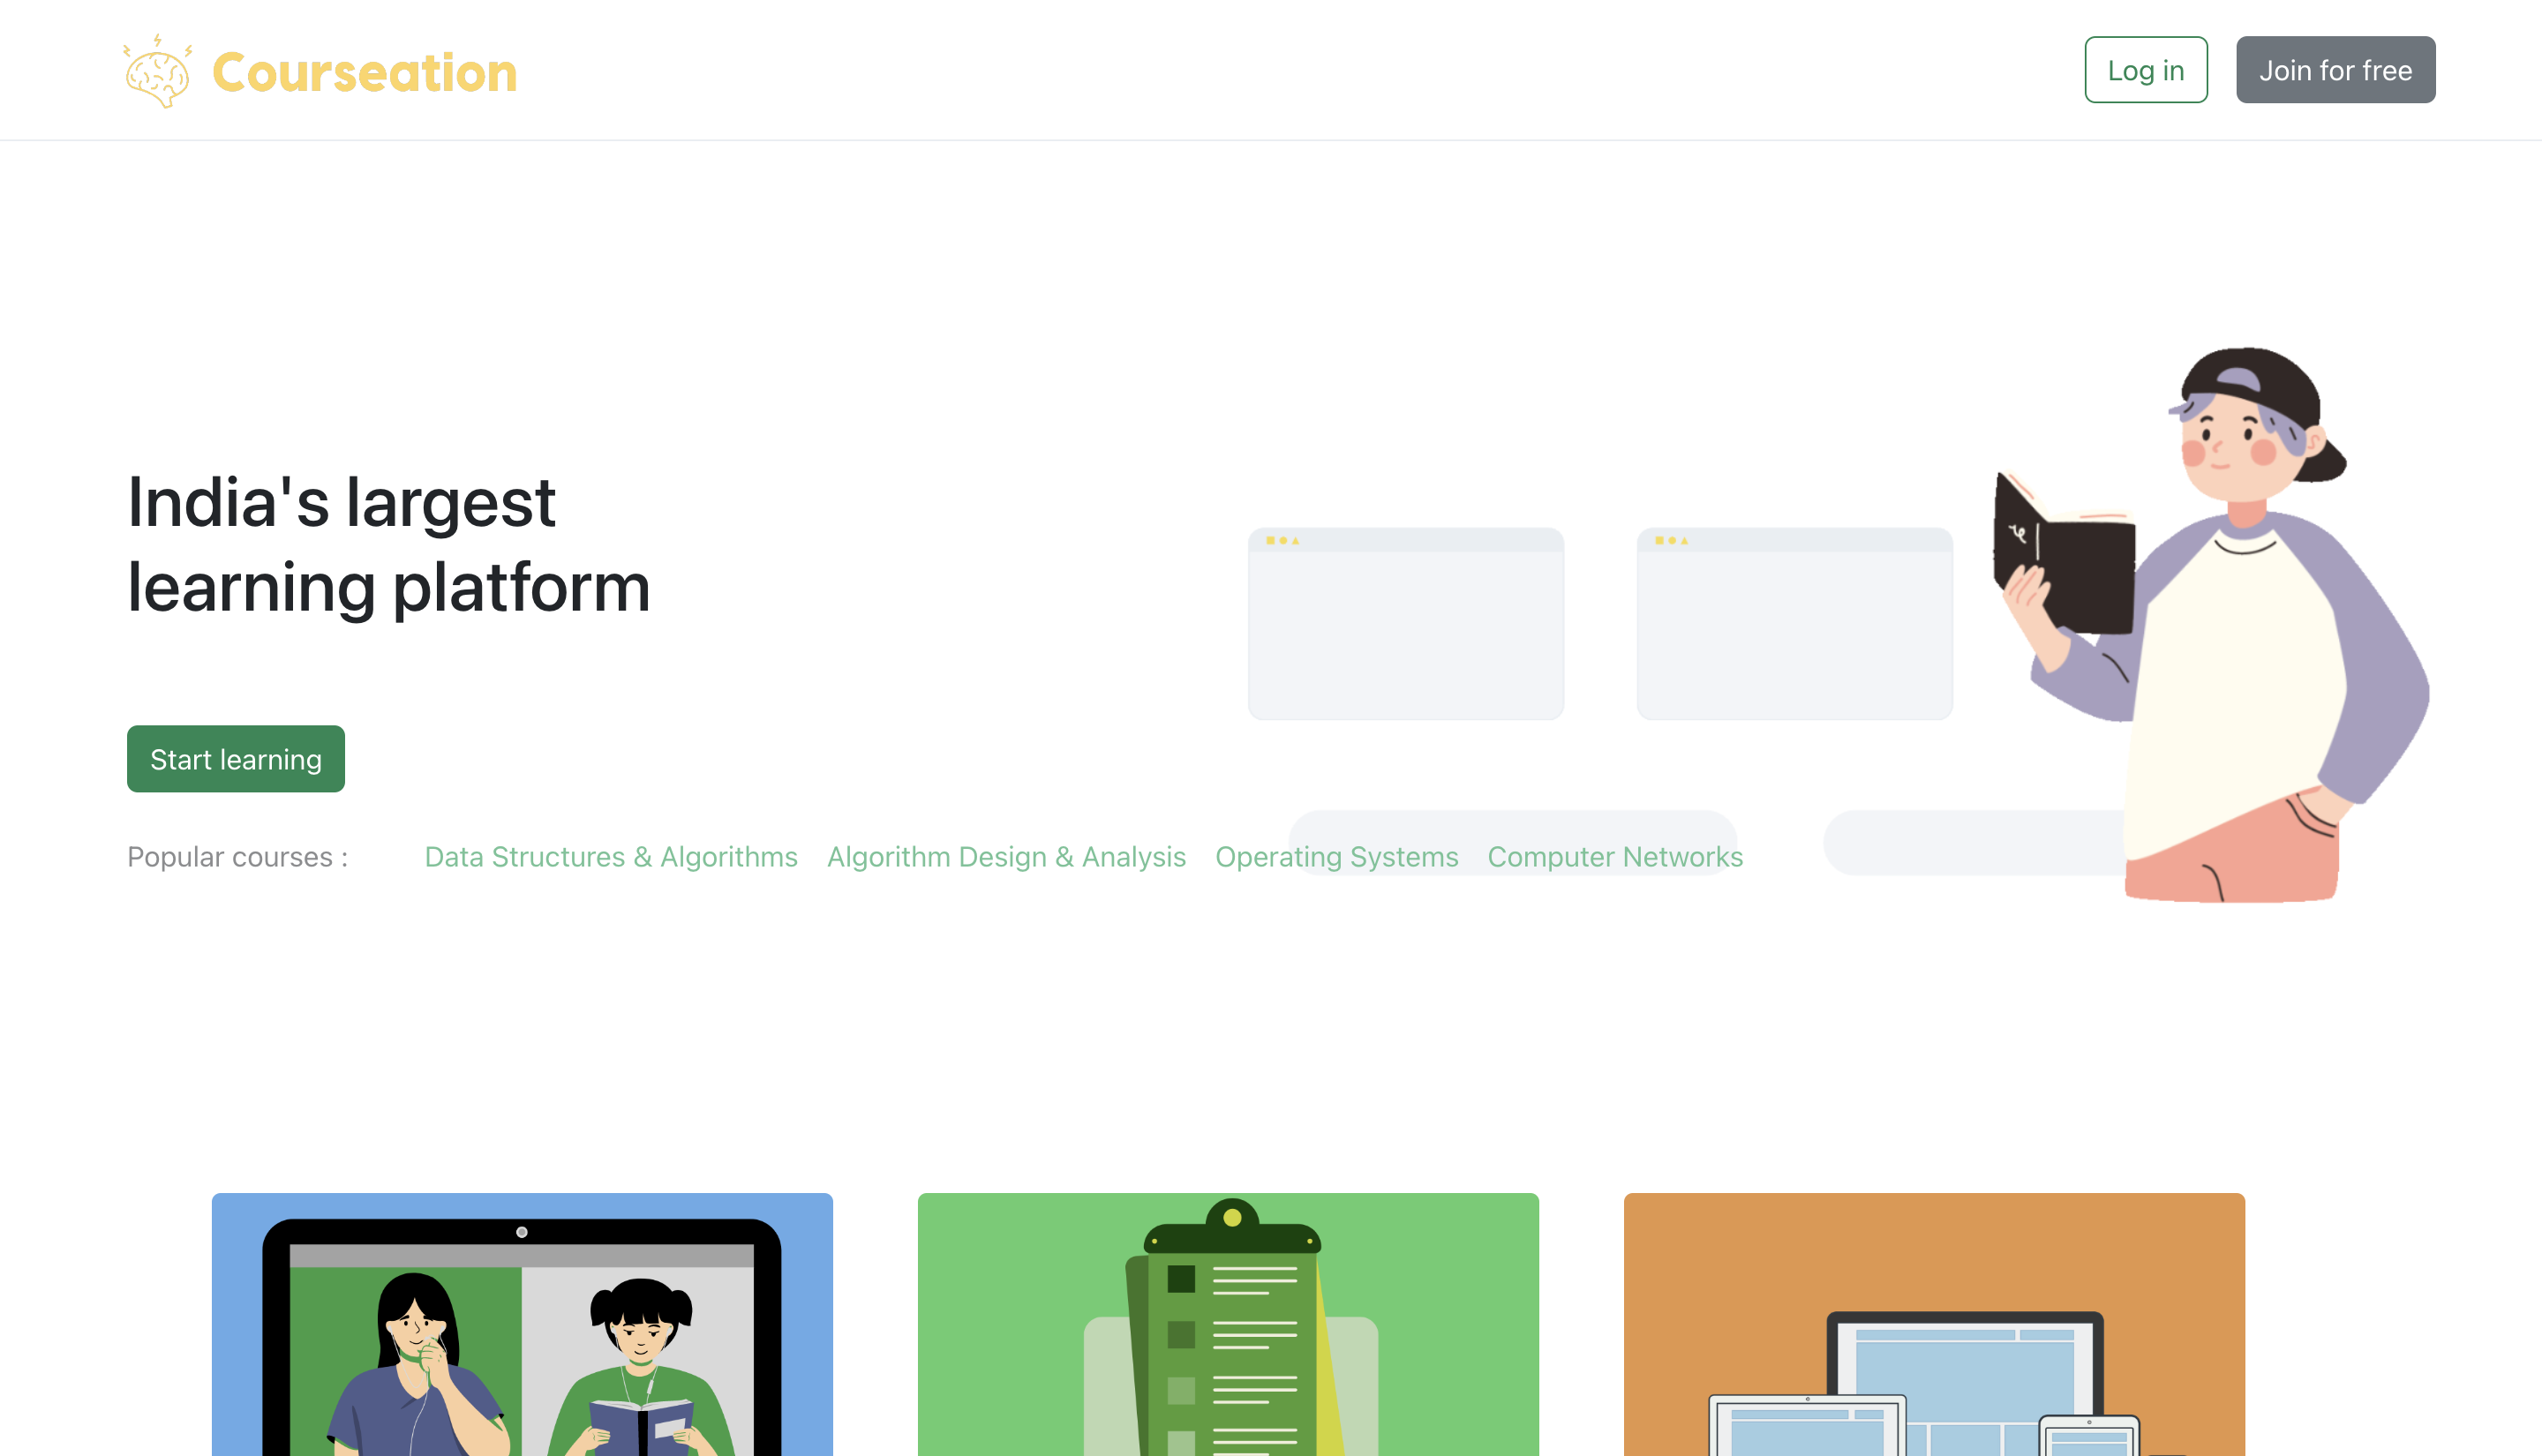 Courseation
Log in
Join for free
India's largest
learning platform
Start learning
Popular courses :
Data Structures & Algorithms
Algorithm Design & Analysis
Operating Systems
Computer Networks